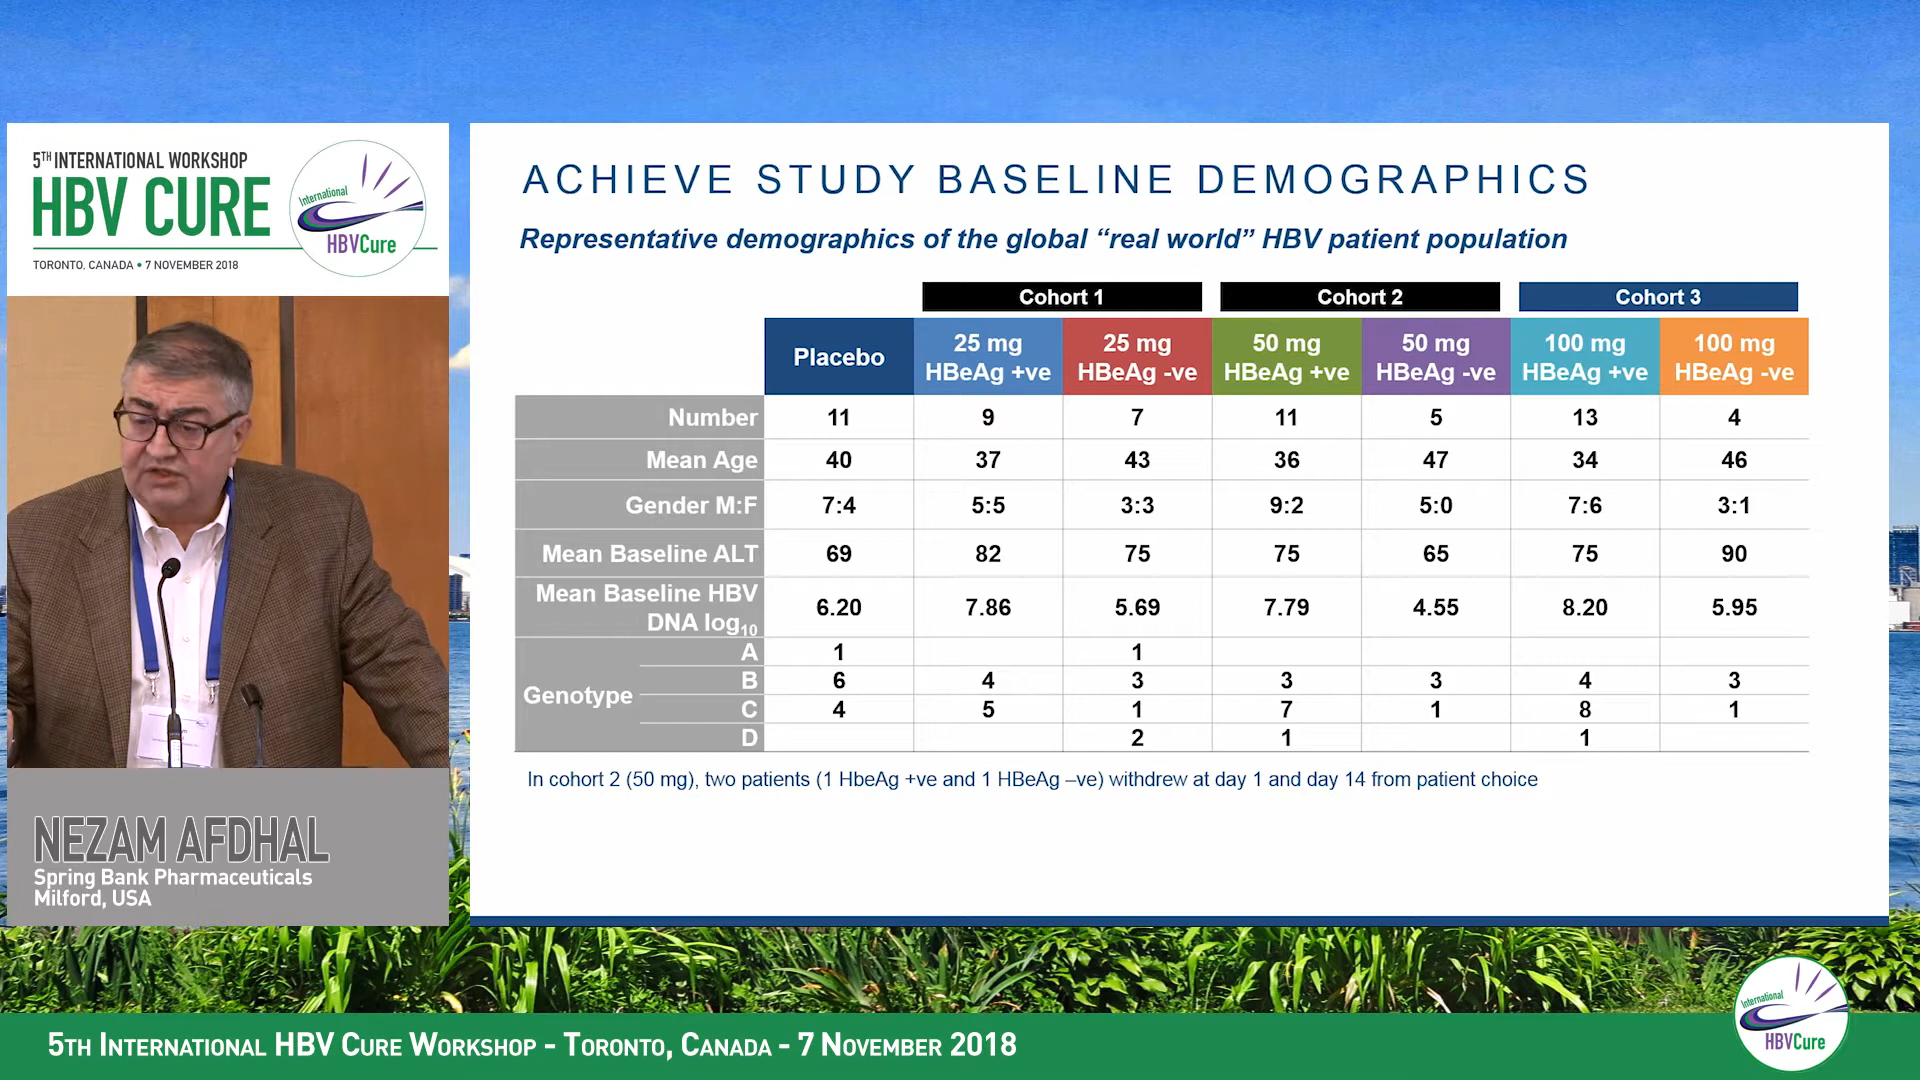 5TH INTERNATIONAL WORKSHOP
HBV CURE
TORONTO, CANADA • 7 NOVEMBER 2018
International
HBVCure
NEZAM AFDHAL
Spring Bank Pharmaceuticals
Milford, USA
ACHIEVE STUDY BASELINE DEMOGRAPHICS
Representative demographics of the global “real world” HBV patient population
Cohort 1 Cohort 2 Cohort 3
Placebo 25 mg HBeAg +ve 25 mg HBeAg -ve 50 mg HBeAg +ve 50 mg HBeAg -ve 100 mg HBeAg +ve 100 mg HBeAg -ve
Number 11 9 7 11 5 13 4
Mean Age 40 37 43 36 47 34 46
Gender M:F 7:4 5:5 3:3 9:2 5:0 7:6 3:1
Mean Baseline ALT 69 82 75 75 65 75 90
Mean Baseline HBV DNA log10 6.20 7.86 5.69 7.79 4.55 8.20 5.95
Genotype
A 1 1
B 6 4 3 3 3 4 3
C 4 5 1 7 1 8 1
D 2 1 1
In cohort 2 (50 mg), two patients (1 HbeAg +ve and 1 HBeAg –ve) withdrew at day 1 and day 14 from patient choice
5TH INTERNATIONAL HBV CURE WORKSHOP - TORONTO, CANADA - 7 NOVEMBER 2018
International
HBVCure